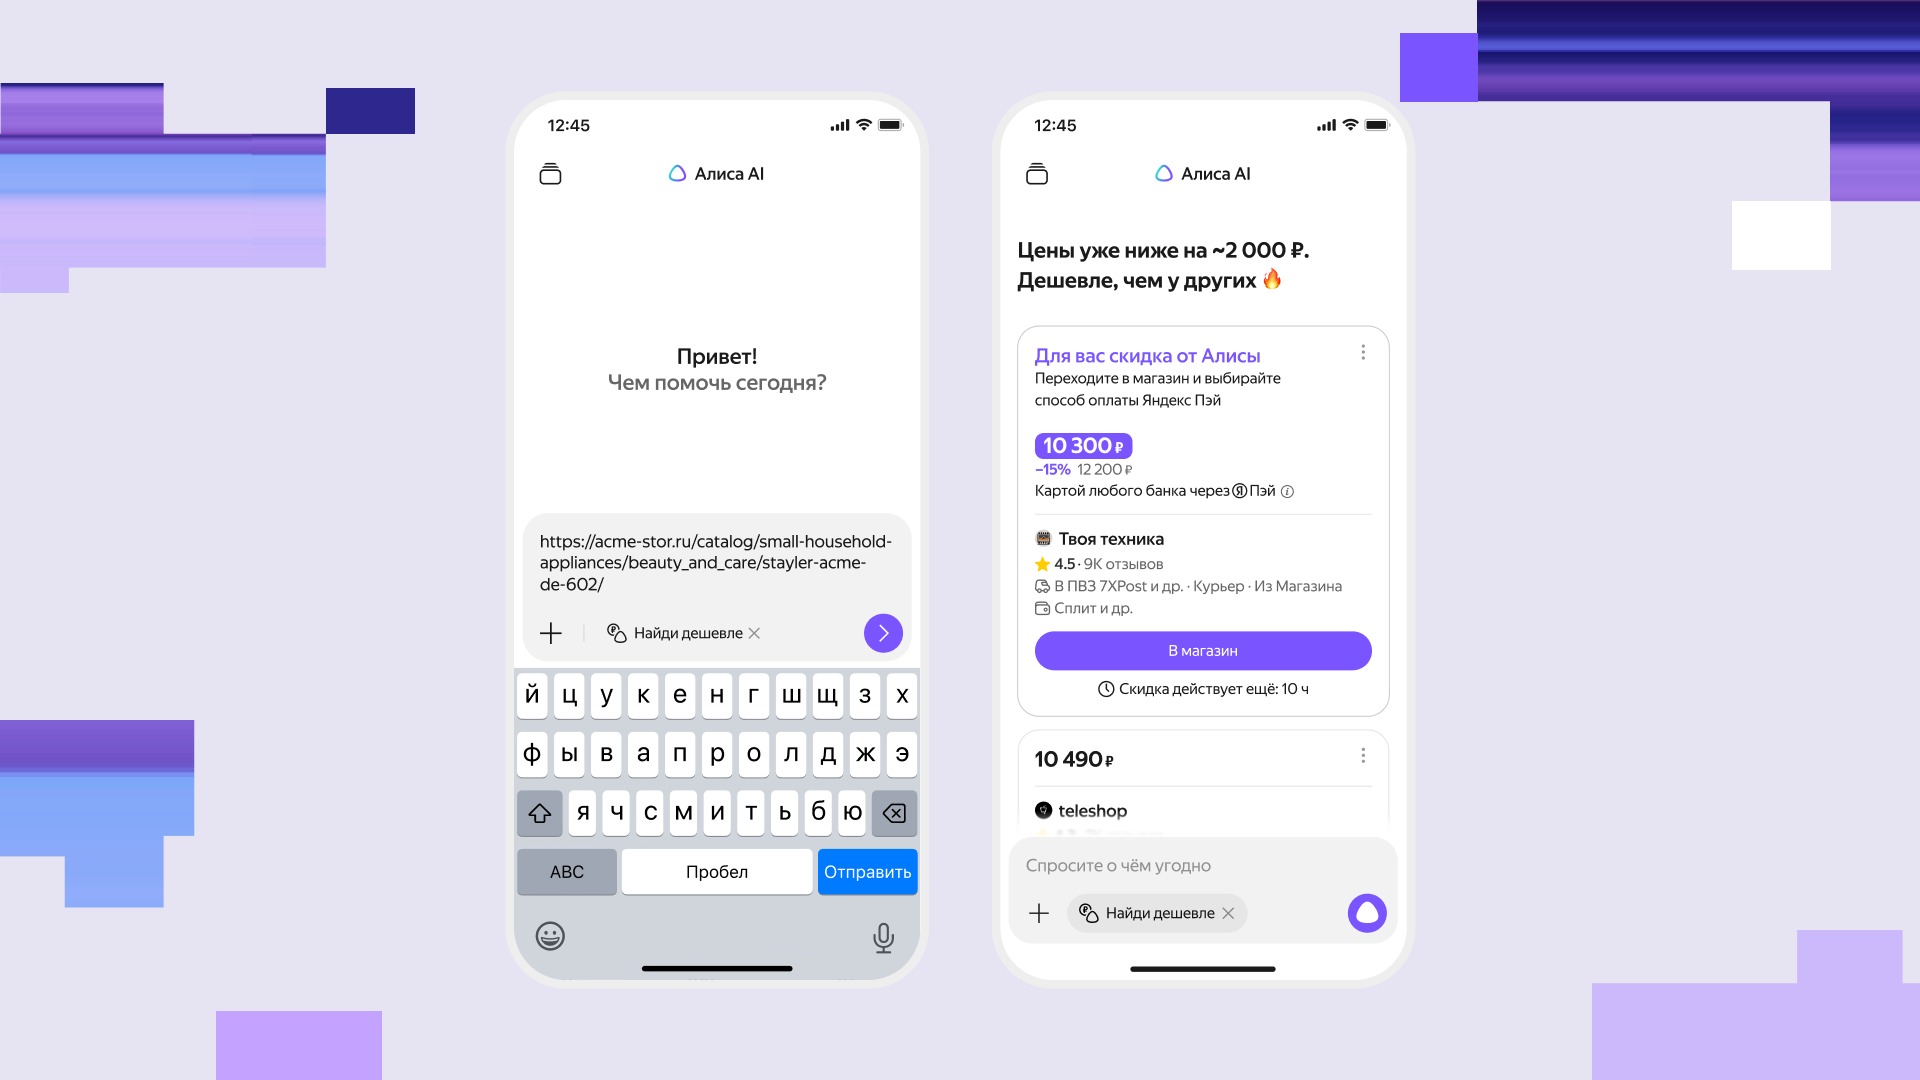 12:45
Алиса AI
Привет!
Чем помочь сегодня?
https://acme-stor.ru/catalog/small-household-
appliances/beauty_and_care/stayler-acme-
de-602/
Найди дешевле
й ц у к е н г ш щ з х
ф ы в а п р о л д ж э
я ч с м и т ь б ю
ABC Пробел Отправить
12:45
Алиса AI
Цены уже ниже на ~2 000 ₽.
Дешевле, чем у других 🔥
Для вас скидка от Алисы
Переходите в магазин и выбирайте
способ оплаты Яндекс Пэй
10 300 ₽
–15% 12 200 ₽
Картой любого банка через Я Пэй
Твоя техника
4.5 · 9K отзывов
В ПВЗ 7XPost и др. · Курьер · Из Магазина
Сплит и др.
В магазин
Скидка действует ещё: 10 ч
10 490 ₽
teleshop
Спросите о чём угодно
Найди дешевле